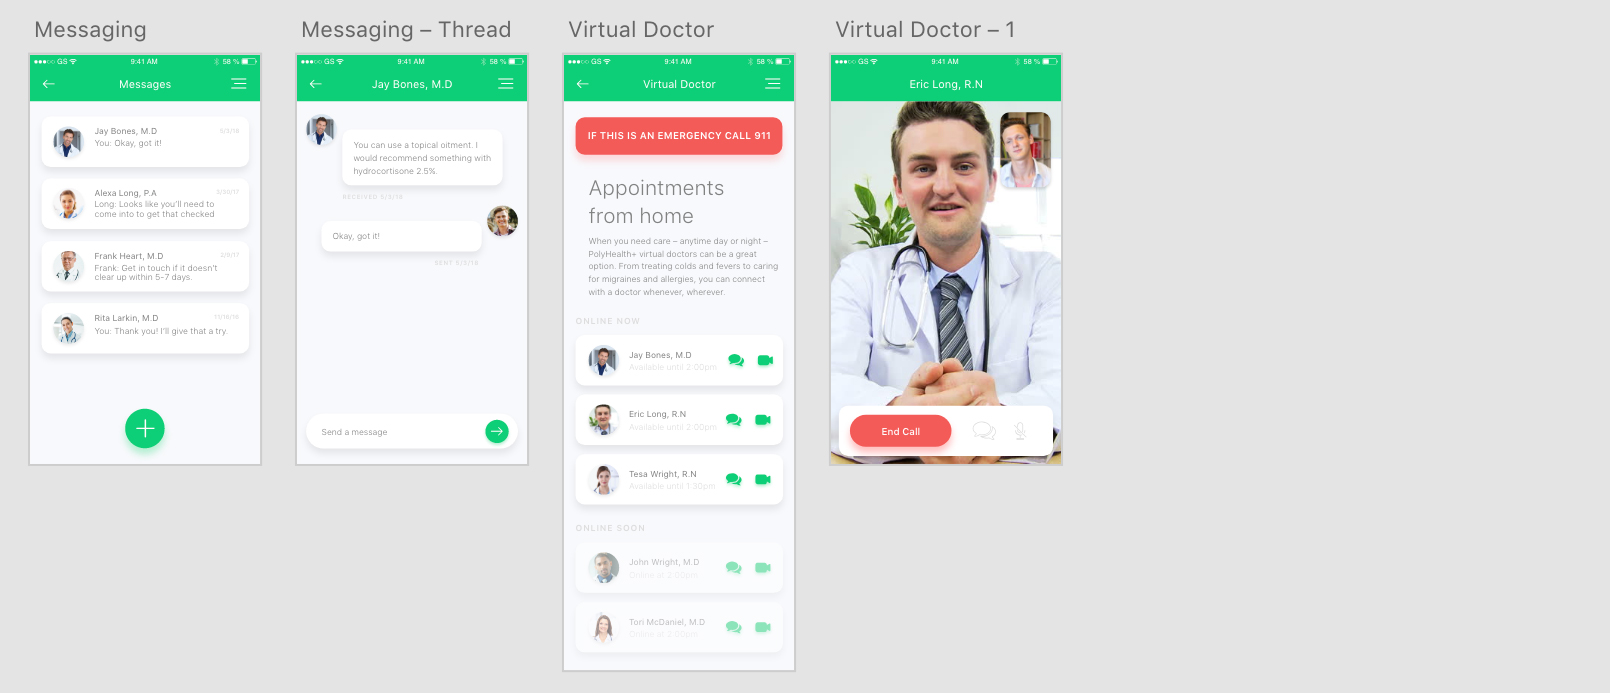 Messaging
GS 9:41 AM 58 %
Messages
Jay Bones, M.D 5/3/18
You: Okay, got it!
Alexa Long, P.A
Long: Looks like you'll need to
come into to get that checked
Frank Heart, M.D 2/9/17
Frank: Get in touch if it doesn't
clear up within 5-7 days.
Rita Larkin, M.D 11/18/16
You: Thank you! I'll give that a try.
Messaging – Thread
GS 9:41 AM 58 %
Jay Bones, M.D
You can use a topical oitment. I
would recommend something with
hydrocortisone 2.5%.
RECEIVED 5/3/18
Okay, got it!
SENT 5/3/18
Send a message
Virtual Doctor
GS 9:41 AM 58 %
Virtual Doctor
IF THIS IS AN EMERGENCY CALL 911
Appointments
from home
When you need care – anytime day or night –
PolyHealth+ virtual doctors can be a great
option. From treating colds and fevers to caring
for migraines and allergies, you can connect
with a doctor whenever, wherever.
ONLINE NOW
Jay Bones, M.D
Available until 2:00pm
Eric Long, R.N
Available until 2:00pm
Tesa Wright, R.N
Available until 1:30pm
ONLINE SOON
John Wright, M.D
Online at 2:00pm
Tori McDaniel, M.D
Online at 2:00pm
Virtual Doctor – 1
GS 9:41 AM 58 %
Eric Long, R.N
End Call